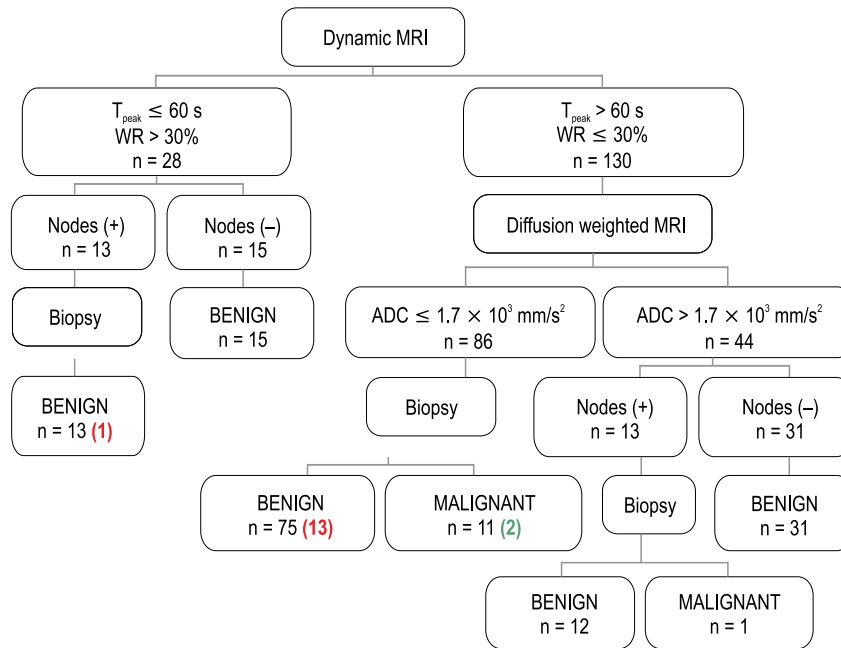 Dynamic MRI
Tpeak ≤ 60 s
WR > 30%
n = 28
Tpeak > 60 s
WR ≤ 30%
n = 130
Nodes (+)
n = 13
Nodes (–)
n = 15
Diffusion weighted MRI
Biopsy
BENIGN
n = 15
ADC ≤ 1.7 × 10³ mm/s²
n = 86
ADC > 1.7 × 10³ mm/s²
n = 44
BENIGN
n = 13 (1)
Biopsy
Nodes (+)
n = 13
Nodes (–)
n = 31
BENIGN
n = 75 (13)
MALIGNANT
n = 11 (2)
Biopsy
BENIGN
n = 31
BENIGN
n = 12
MALIGNANT
n = 1